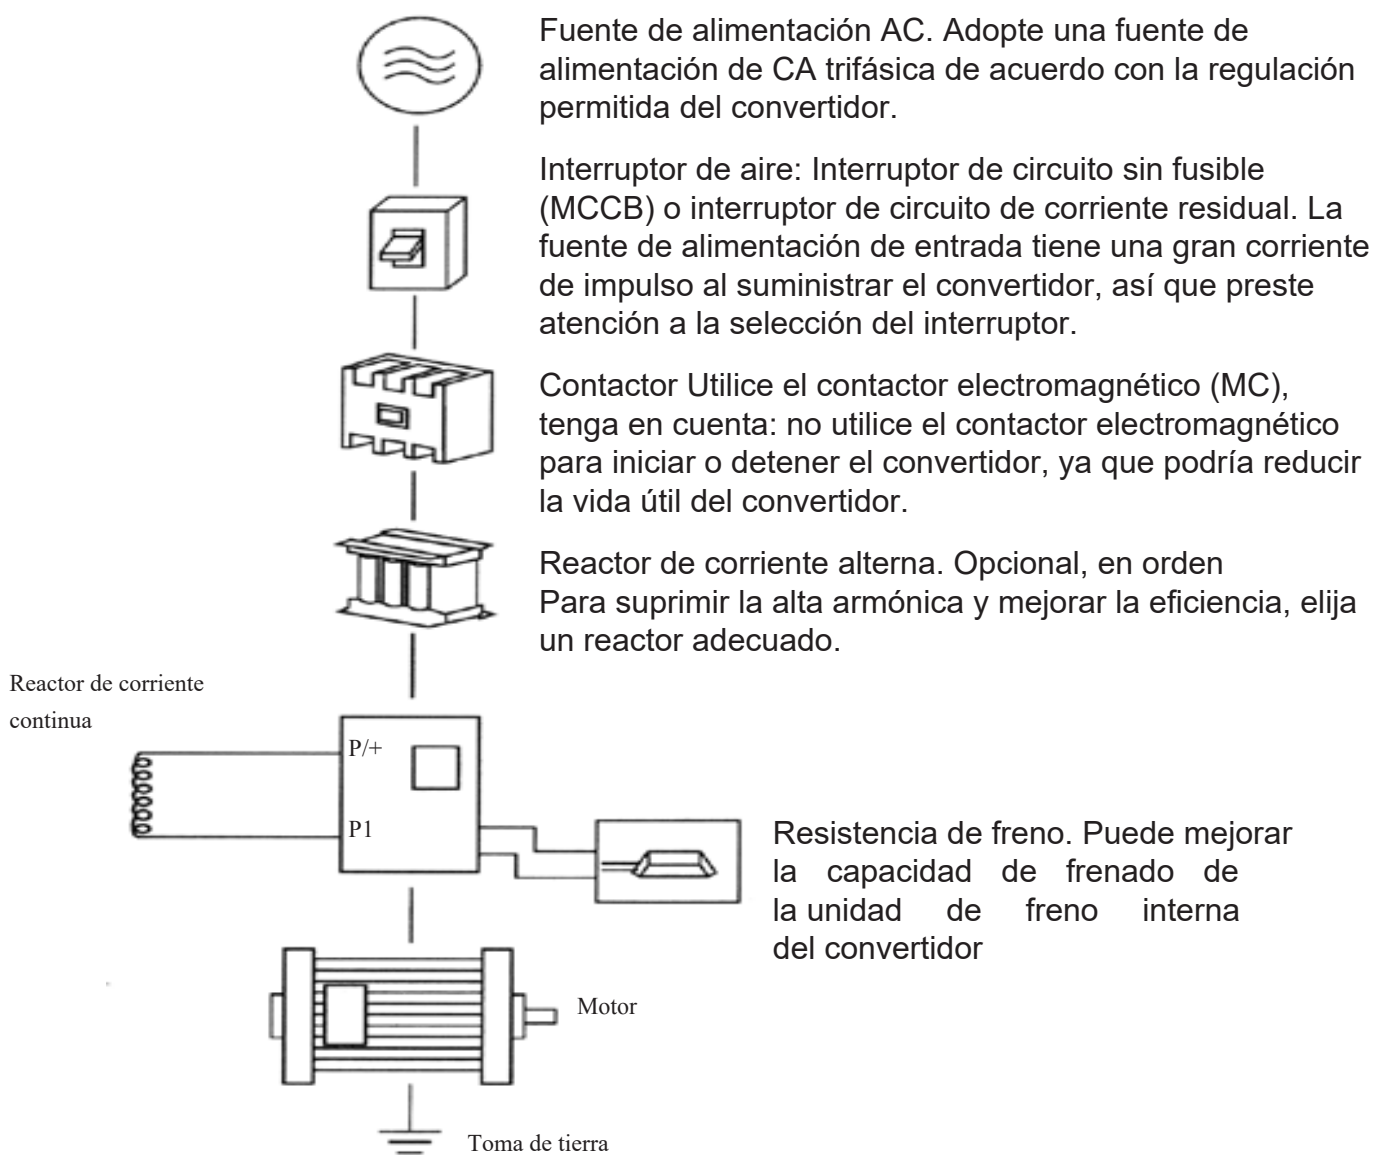 Fuente de alimentación AC. Adopte una fuente de
alimentación de CA trifásica de acuerdo con la regulación
permitida del convertidor.
Interruptor de aire: Interruptor de circuito sin fusible
(MCCB) o interruptor de circuito de corriente residual. La
fuente de alimentación de entrada tiene una gran corriente
de impulso al suministrar el convertidor, así que preste
atención a la selección del interruptor.
Contactor Utilice el contactor electromagnético (MC),
tenga en cuenta: no utilice el contactor electromagnético
para iniciar o detener el convertidor, ya que podría reducir
la vida útil del convertidor.
Reactor de corriente alterna. Opcional, en orden
Para suprimir la alta armónica y mejorar la eficiencia, elija
un reactor adecuado.
Reactor de corriente
continua
P/+
P1
Resistencia de freno. Puede mejorar
la capacidad de frenado de
la unidad de freno interna
del convertidor
Motor
Toma de tierra